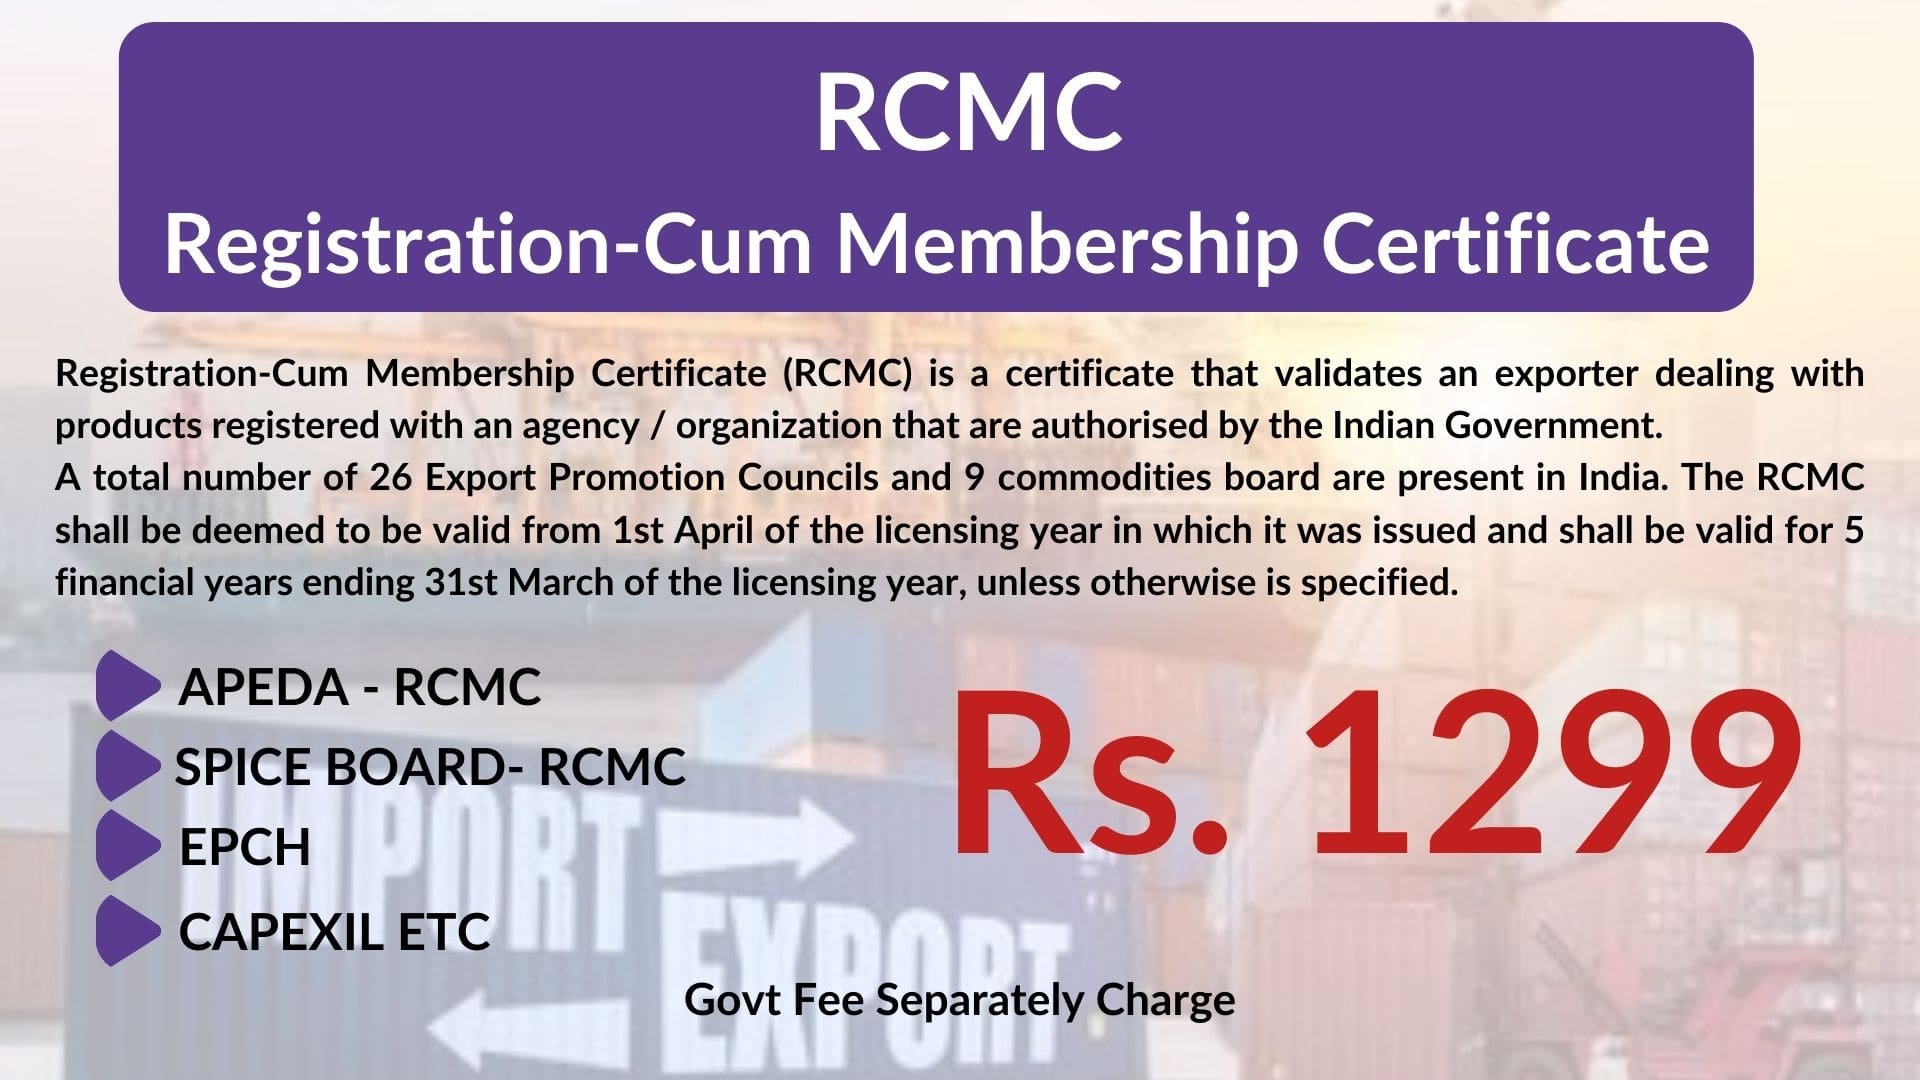 RCMC
Registration-Cum Membership Certificate
Registration-Cum Membership Certificate (RCMC) is a certificate that validates an exporter dealing with
products registered with an agency / organization that are authorised by the Indian Government.
A total number of 26 Export Promotion Councils and 9 commodities board are present in India. The RCMC
shall be deemed to be valid from 1st April of the licensing year in which it was issued and shall be valid for 5
financial years ending 31st March of the licensing year, unless otherwise is specified.
APEDA - RCMC
SPICE BOARD- RCMC
EPCH
CAPEXIL ETC
Rs. 1299
IMPORT
EXPORT
Govt Fee Separately Charge